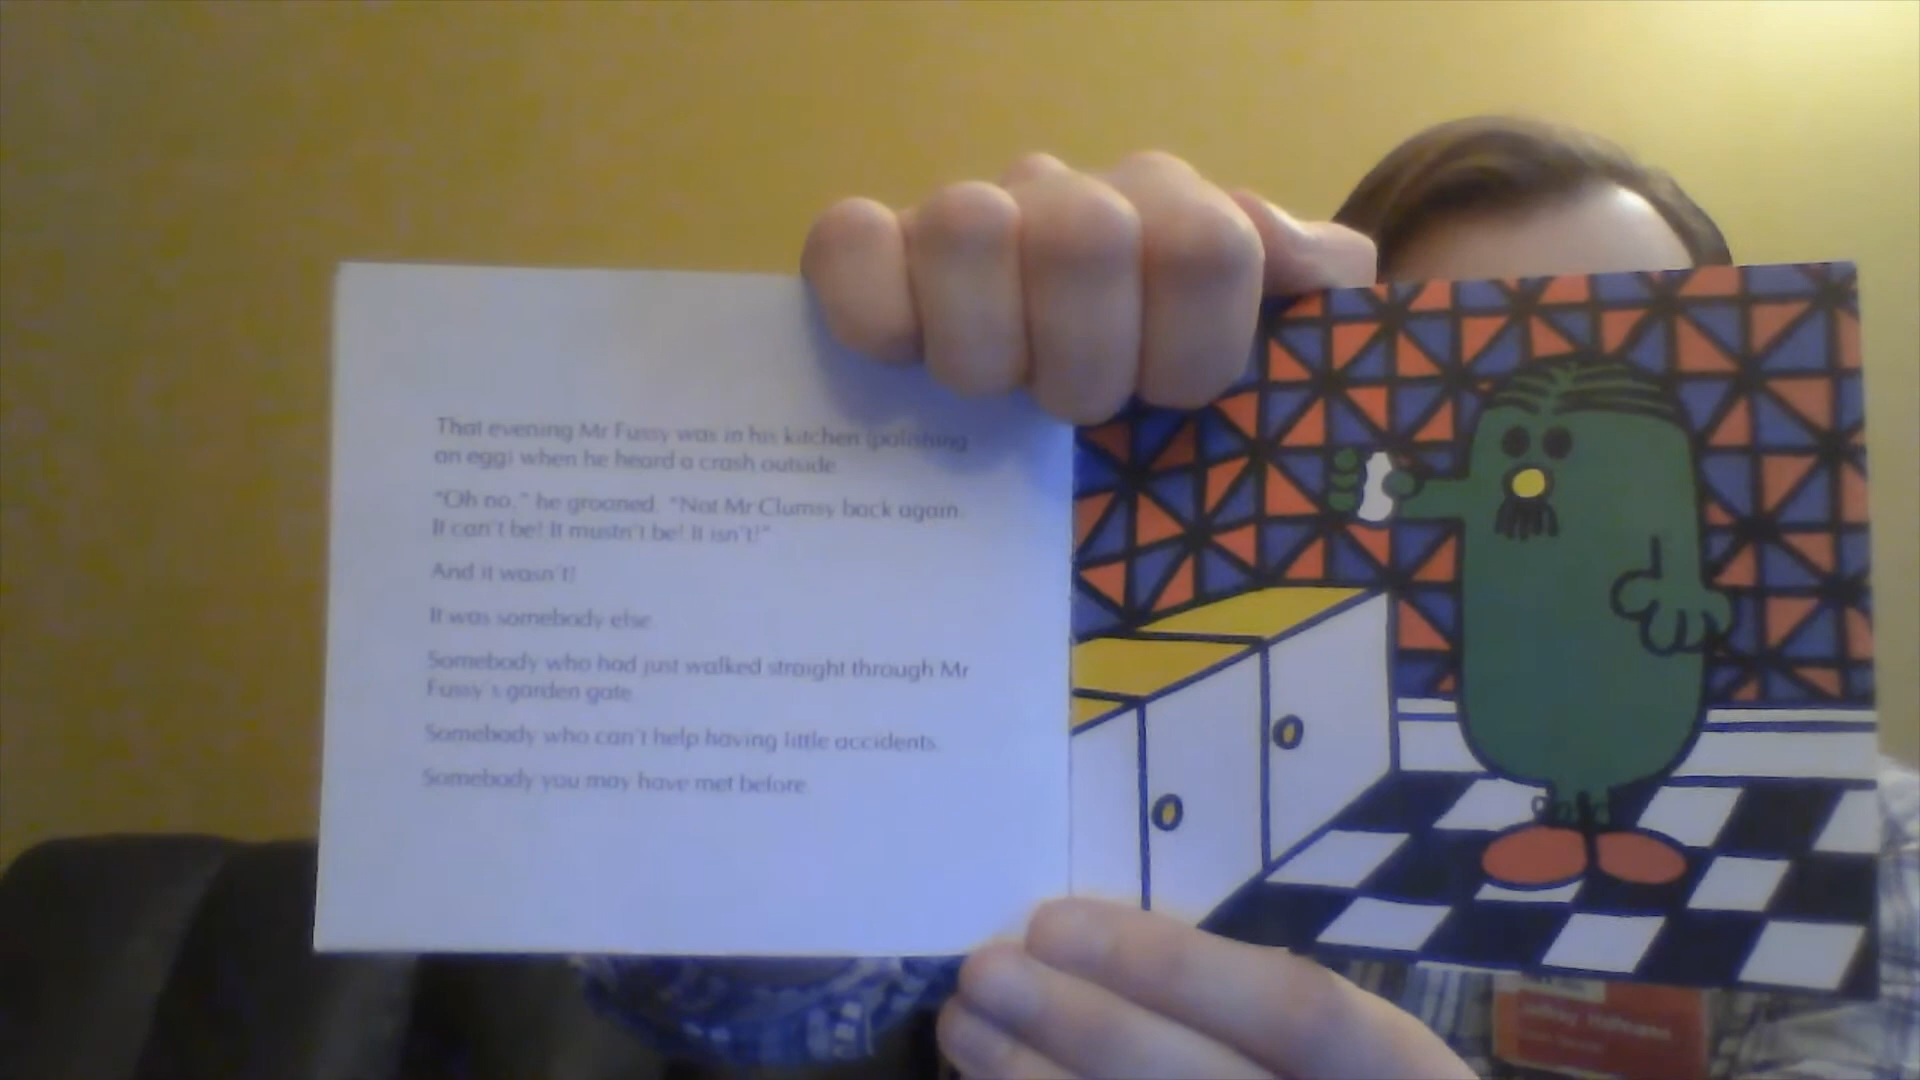 That evening Mr Fussy was in his kitchen (polishing
an egg) when he heard a crash outside.
"Oh no," he groaned. "Not Mr Clumsy back again.
It can't be! It mustn't be! It isn't!"
And it wasn't!
It was somebody else.
Somebody who had just walked straight through Mr
Fussy's garden gate.
Somebody who can't help having little accidents.
Somebody you may have met before.
Jeffrey Hofmann